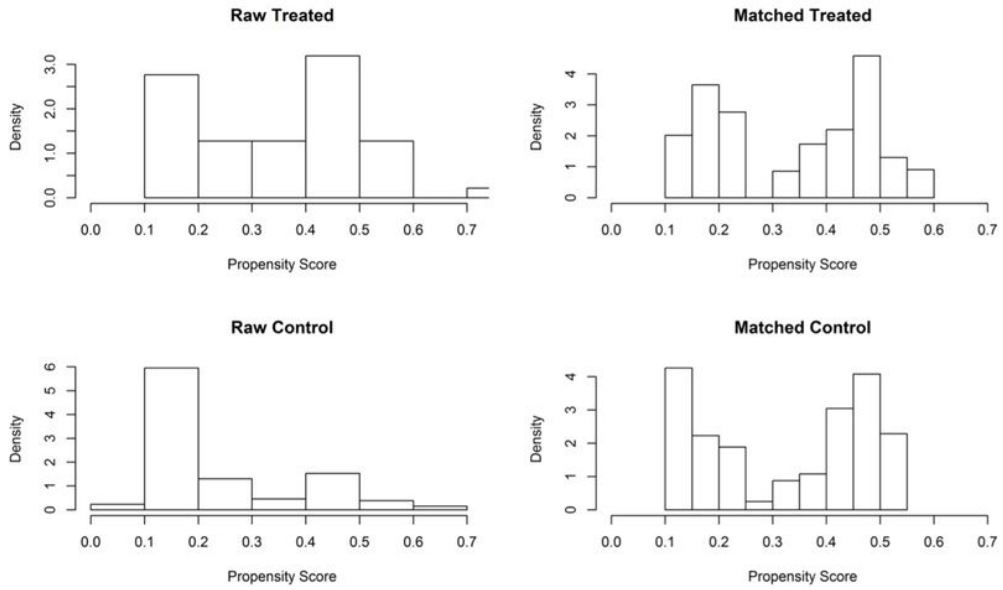 Raw Treated
Density
0.0 1.0 2.0 3.0
0.0 0.1 0.2 0.3 0.4 0.5 0.6 0.7
Propensity Score
Matched Treated
Density
0 1 2 3 4
0.0 0.1 0.2 0.3 0.4 0.5 0.6 0.7
Propensity Score
Raw Control
Density
0 1 2 3 4 5 6
0.0 0.1 0.2 0.3 0.4 0.5 0.6 0.7
Propensity Score
Matched Control
Density
0 1 2 3 4
0.0 0.1 0.2 0.3 0.4 0.5 0.6 0.7
Propensity Score